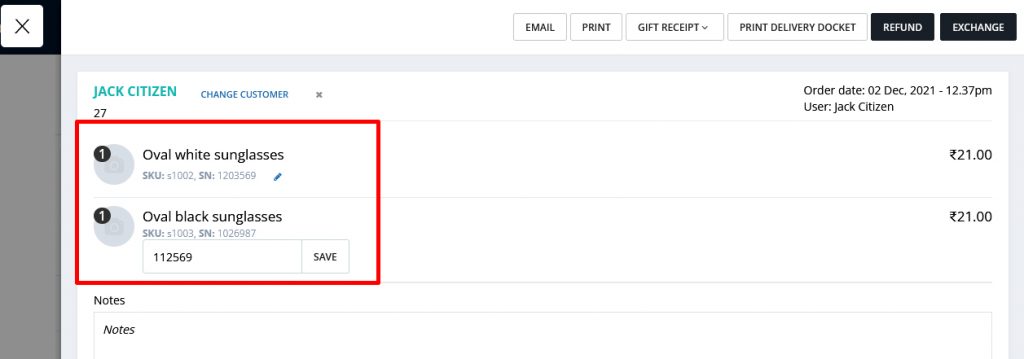 EMAIL PRINT GIFT RECEIPT PRINT DELIVERY DOCKET REFUND EXCHANGE
JACK CITIZEN CHANGE CUSTOMER Order date: 02 Dec, 2021 - 12.37pm
27 User: Jack Citizen
1 Oval white sunglasses ₹21.00
SKU: s1002, SN: 1203569
1 Oval black sunglasses ₹21.00
SKU: s1003, SN: 1026987
112569 SAVE
Notes
Notes